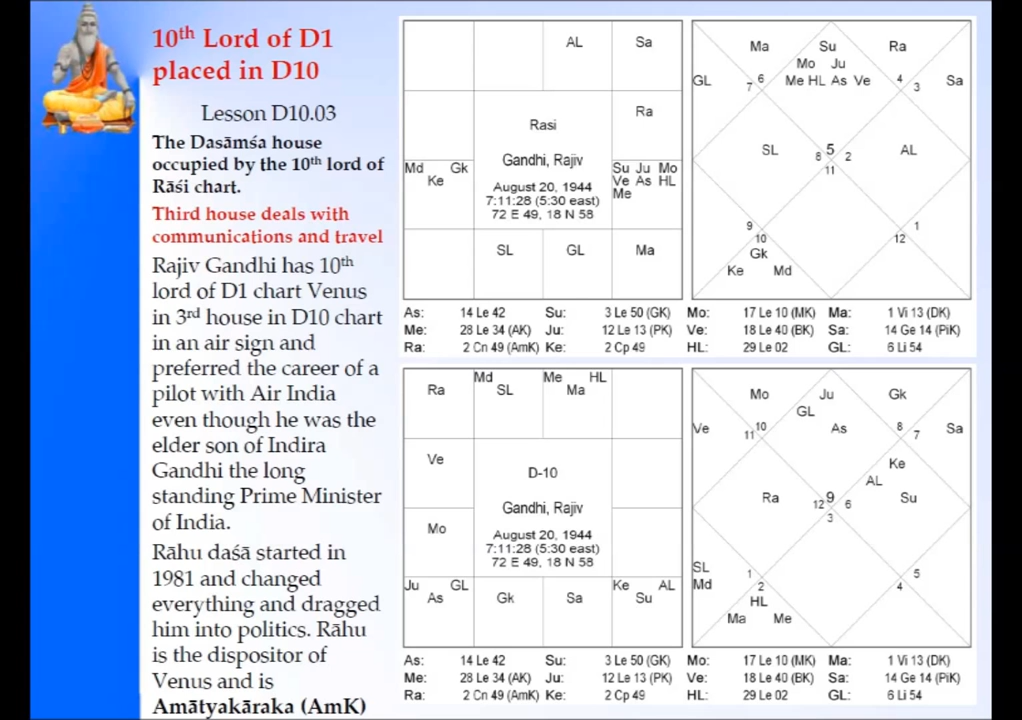 10th Lord of D1
placed in D10
Lesson D10.03
The Dasāmśa house
occupied by the 10th lord of
Rāśi chart.
Third house deals with
communications and travel
Rajiv Gandhi has 10th
lord of D1 chart Venus
in 3rd house in D10 chart
in an air sign and
preferred the career of a
pilot with Air India
even though he was the
elder son of Indira
Gandhi the long
standing Prime Minister
of India.
Rāhu daśā started in
1981 and changed
everything and dragged
him into politics. Rāhu
is the dispositor of
Venus and is
Amātyakāraka (AmK)
AL Sa
Ra
Rasi
Gandhi, Rajiv
August 20, 1944
7:11:28 (5:30 east)
72 E 49, 18 N 58
Md Gk
Ke
Su Ju Mo
Ve As HL
Me
SL GL Ma
Ma Su Ra
Mo Ju
GL 7 6 Me HL As Ve 4 3 Sa
SL 8 5 2 AL
11
9 1
10 12
Gk
Ke Md
As: 14 Le 42 Su: 3 Le 50 (GK) Mo: 17 Le 10 (MK) Ma: 1 Vi 13 (DK)
Me: 28 Le 34 (AK) Ju: 12 Le 13 (PK) Ve: 18 Le 40 (BK) Sa: 14 Ge 14 (PiK)
Ra: 2 Cn 49 (AmK) Ke: 2 Cp 49 HL: 29 Le 02 GL: 6 Li 54
Md Me HL
Ra SL Ma
Ve
D-10
Gandhi, Rajiv
Mo
August 20, 1944
7:11:28 (5:30 east)
72 E 49, 18 N 58
Ju GL Ke AL
As Gk Sa Su
Mo Ju Gk
GL
Ve 11 10 As 8 7 Sa
Ke
AL
Ra 12 9 6 Su
3
SL 1 5
Md 2 4
HL
Ma Me
As: 14 Le 42 Su: 3 Le 50 (GK) Mo: 17 Le 10 (MK) Ma: 1 Vi 13 (DK)
Me: 28 Le 34 (AK) Ju: 12 Le 13 (PK) Ve: 18 Le 40 (BK) Sa: 14 Ge 14 (PiK)
Ra: 2 Cn 49 (AmK) Ke: 2 Cp 49 HL: 29 Le 02 GL: 6 Li 54